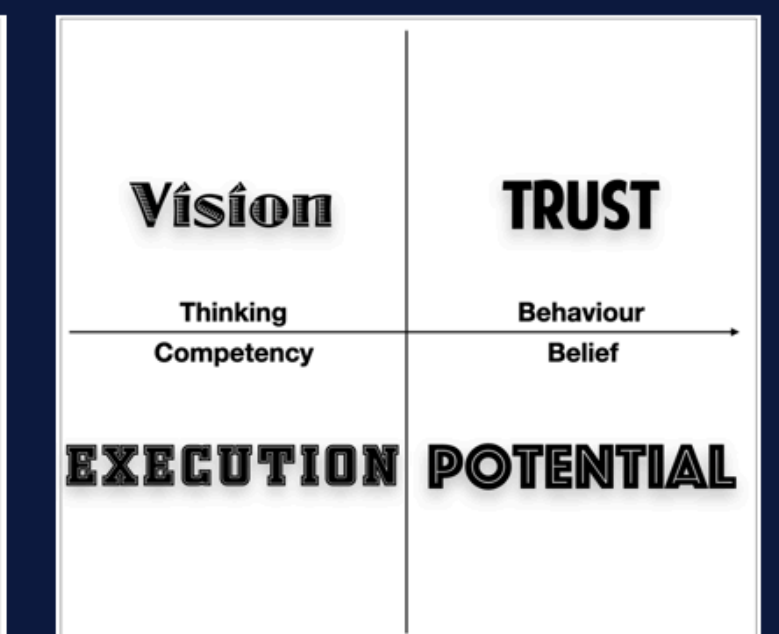 Vision
TRUST
Thinking
Behaviour
Competency
Belief
EXECUTION
POTENTIAL